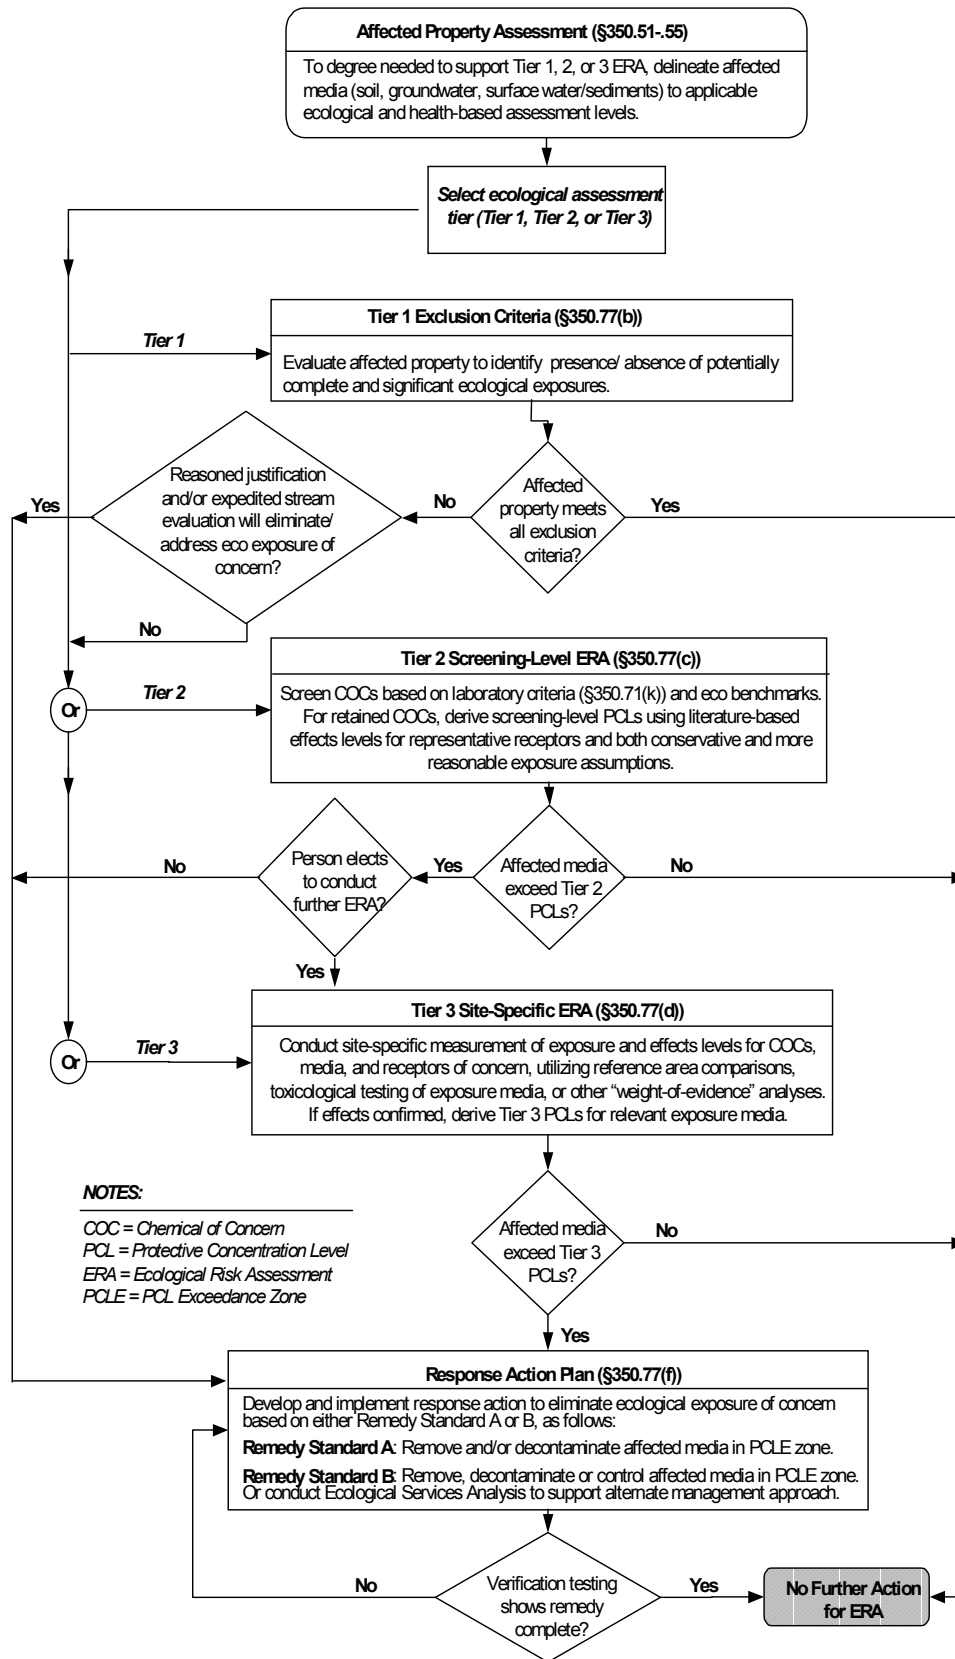 Affected Property Assessment (§350.51-.55)
To degree needed to support Tier 1, 2, or 3 ERA, delineate affected
media (soil, groundwater, surface water/sediments) to applicable
ecological and health-based assessment levels.
Select ecological assessment
tier (Tier 1, Tier 2, or Tier 3)
Tier 1 Exclusion Criteria (§350.77(b))
Tier 1
Evaluate affected property to identify presence/ absence of potentially
complete and significant ecological exposures.
Reasoned justification
and/or expedited stream
evaluation will eliminate/
address eco exposure of
concern?
Yes
No
Affected
property meets
all exclusion
criteria?
Yes
No
Tier 2 Screening-Level ERA (§350.77(c))
Or
Tier 2
Screen COCs based on laboratory criteria (§350.71(k)) and eco benchmarks.
For retained COCs, derive screening-level PCLs using literature-based
effects levels for representative receptors and both conservative and more
reasonable exposure assumptions.
No
Person elects
to conduct
further ERA?
Yes
Affected media
exceed Tier 2
PCLs?
No
Yes
Tier 3 Site-Specific ERA (§350.77(d))
Or
Tier 3
Conduct site-specific measurement of exposure and effects levels for COCs,
media, and receptors of concern, utilizing reference area comparisons,
toxicological testing of exposure media, or other “weight-of-evidence” analyses.
If effects confirmed, derive Tier 3 PCLs for relevant exposure media.
NOTES:
COC = Chemical of Concern
PCL = Protective Concentration Level
ERA = Ecological Risk Assessment
PCLE = PCL Exceedance Zone
Affected media
exceed Tier 3
PCLs?
No
Yes
Response Action Plan (§350.77(f))
Develop and implement response action to eliminate ecological exposure of concern
based on either Remedy Standard A or B, as follows:
Remedy Standard A: Remove and/or decontaminate affected media in PCLE zone.
Remedy Standard B: Remove, decontaminate or control affected media in PCLE zone.
Or conduct Ecological Services Analysis to support alternate management approach.
No
Verification testing
shows remedy
complete?
Yes
No Further Action
for ERA